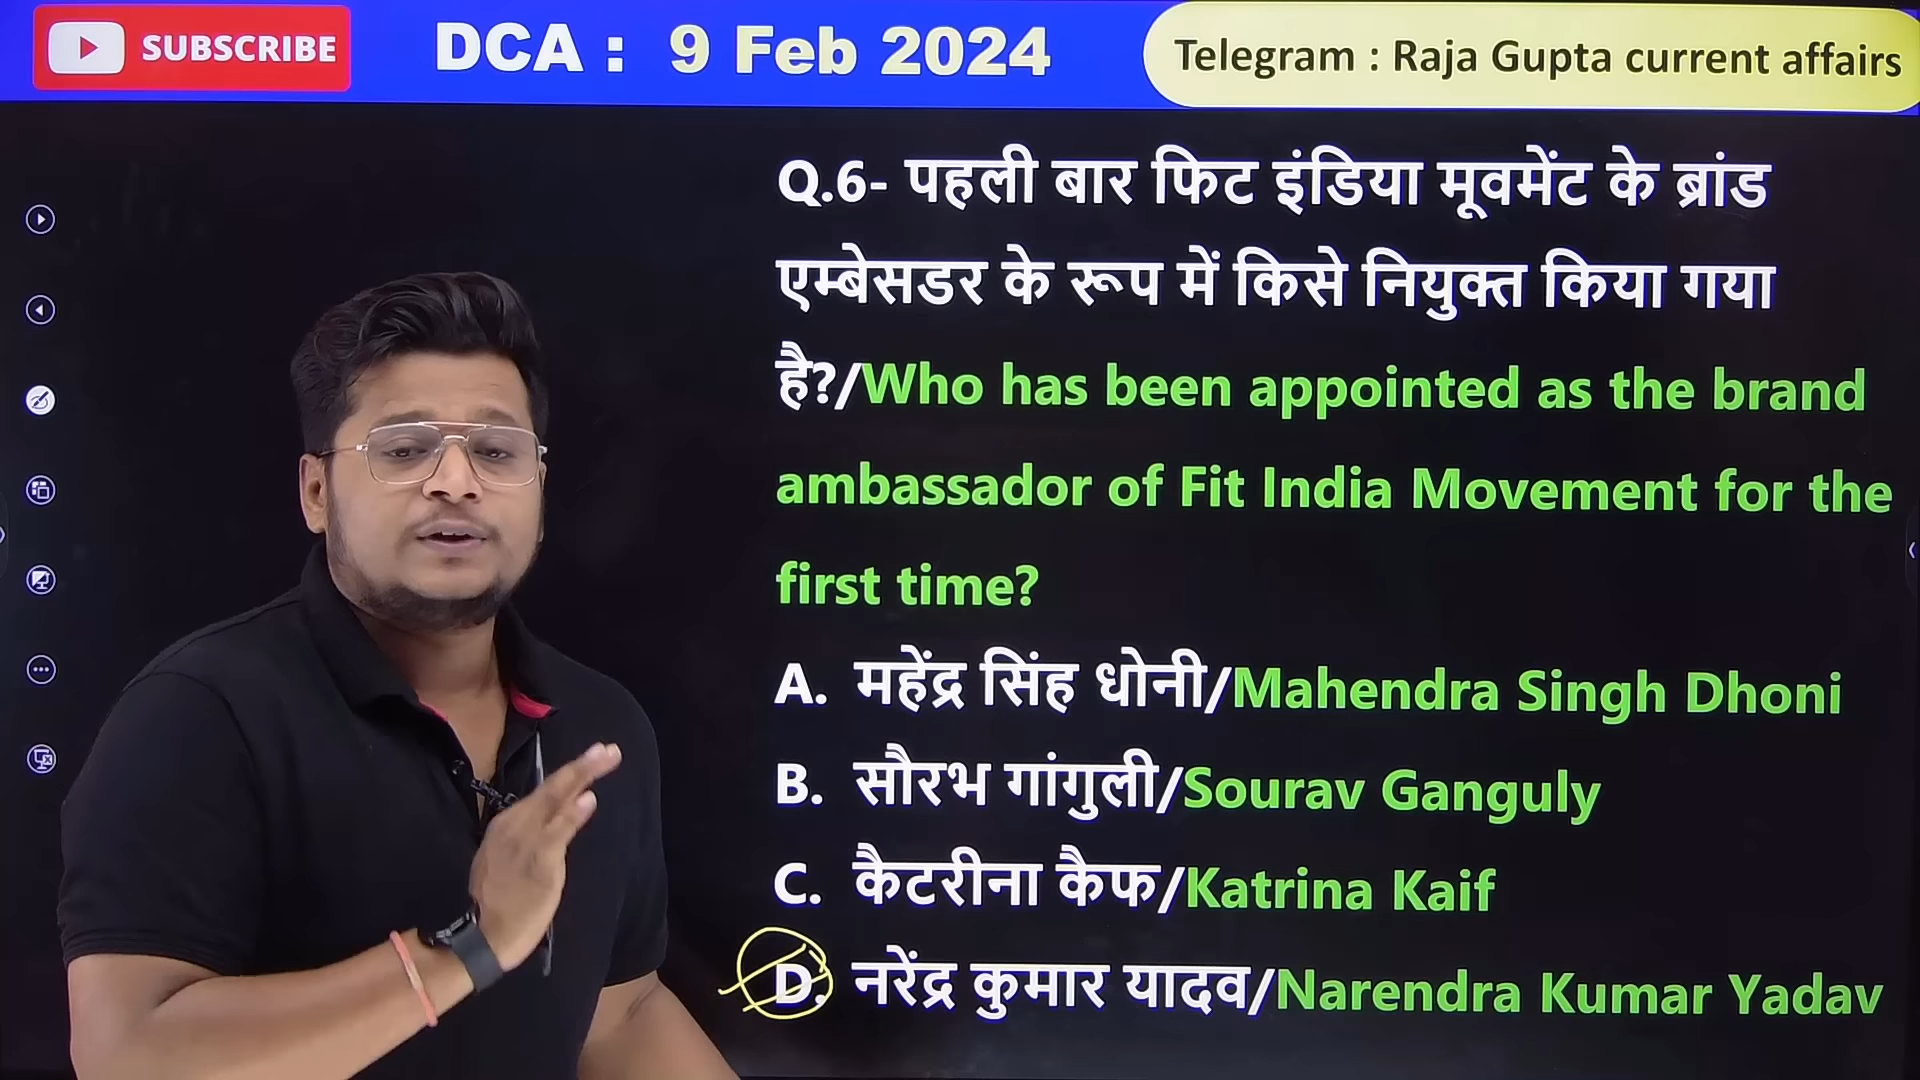 SUBSCRIBE
DCA : 9 Feb 2024
Telegram : Raja Gupta current affairs
Q.6- पहली बार फिट इंडिया मूवमेंट के ब्रांड
एम्बेसडर के रूप में किसे नियुक्त किया गया
है?/Who has been appointed as the brand
ambassador of Fit India Movement for the
first time?
A. महेंद्र सिंह धोनी/Mahendra Singh Dhoni
B. सौरभ गांगुली/Sourav Ganguly
C. कैटरीना कैफ/Katrina Kaif
D. नरेंद्र कुमार यादव/Narendra Kumar Yadav